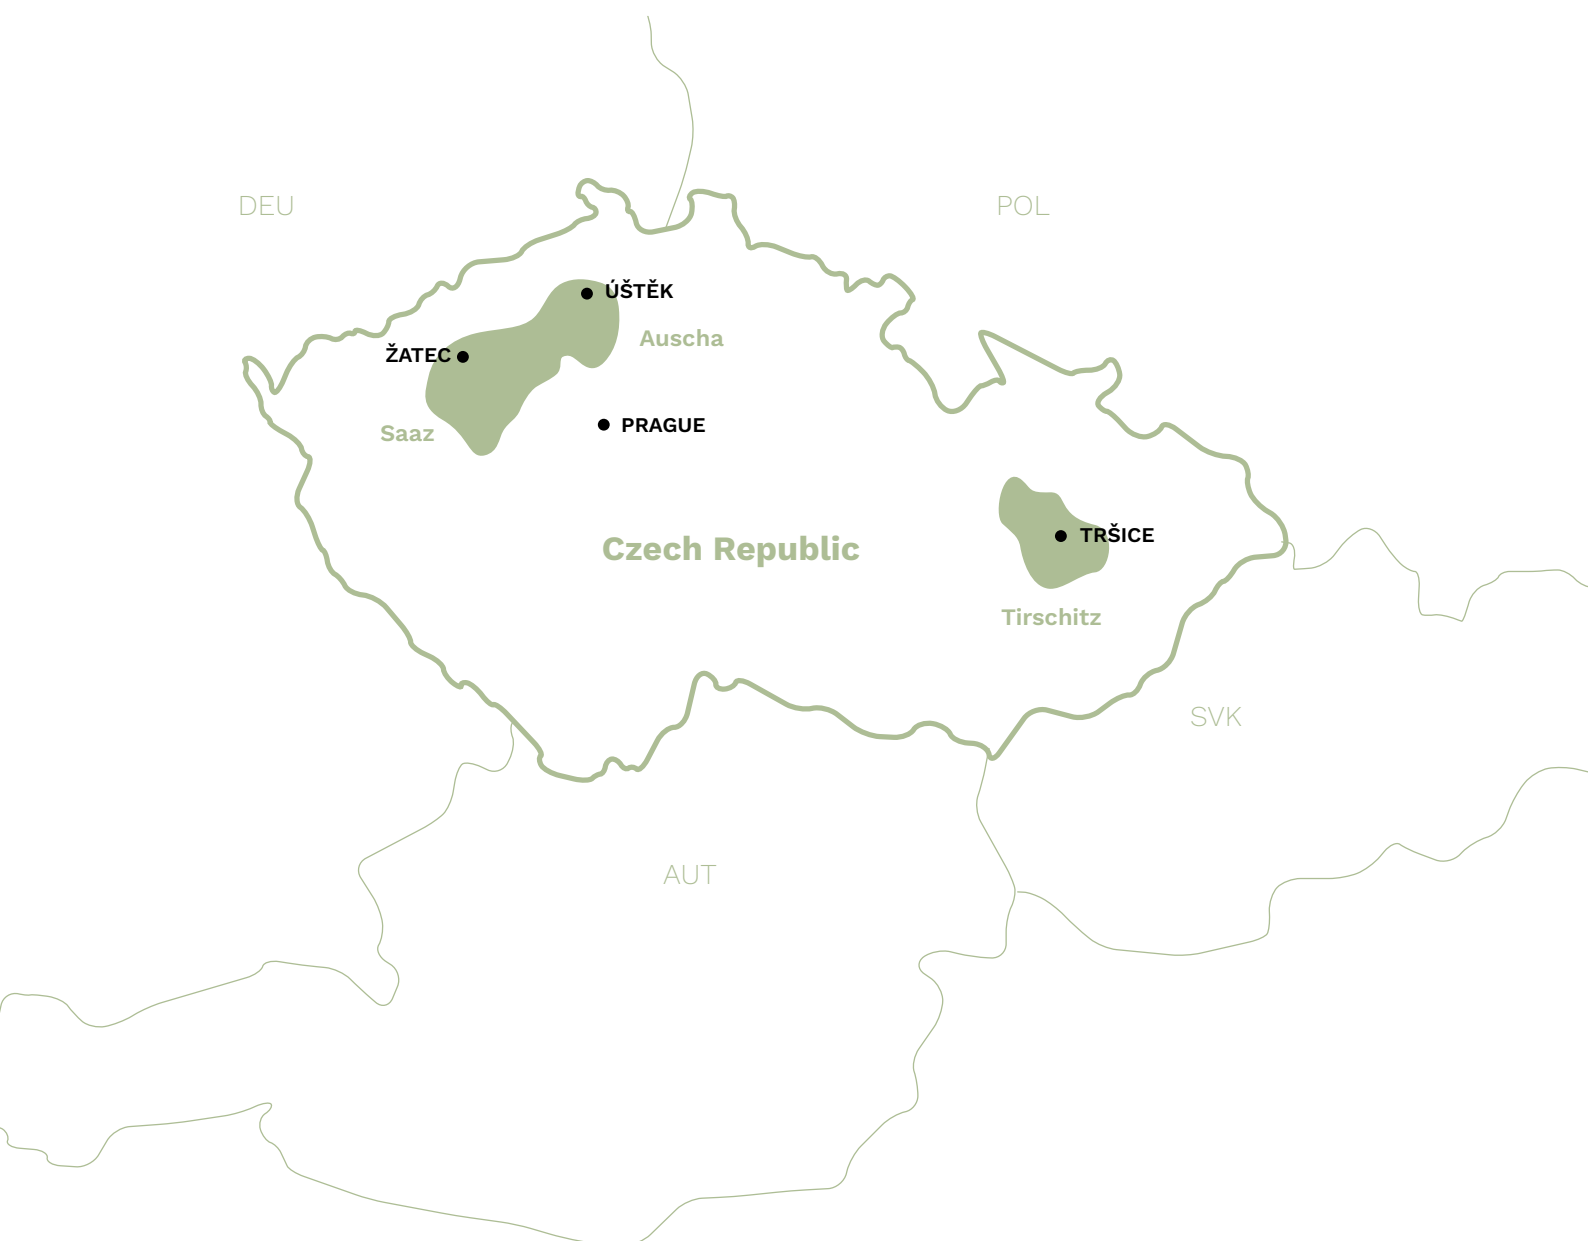 DEU
POL
ÚŠTĚK
Auscha
ŽATEC
PRAGUE
Saaz
TRŠICE
Czech Republic
Tirschitz
SVK
AUT